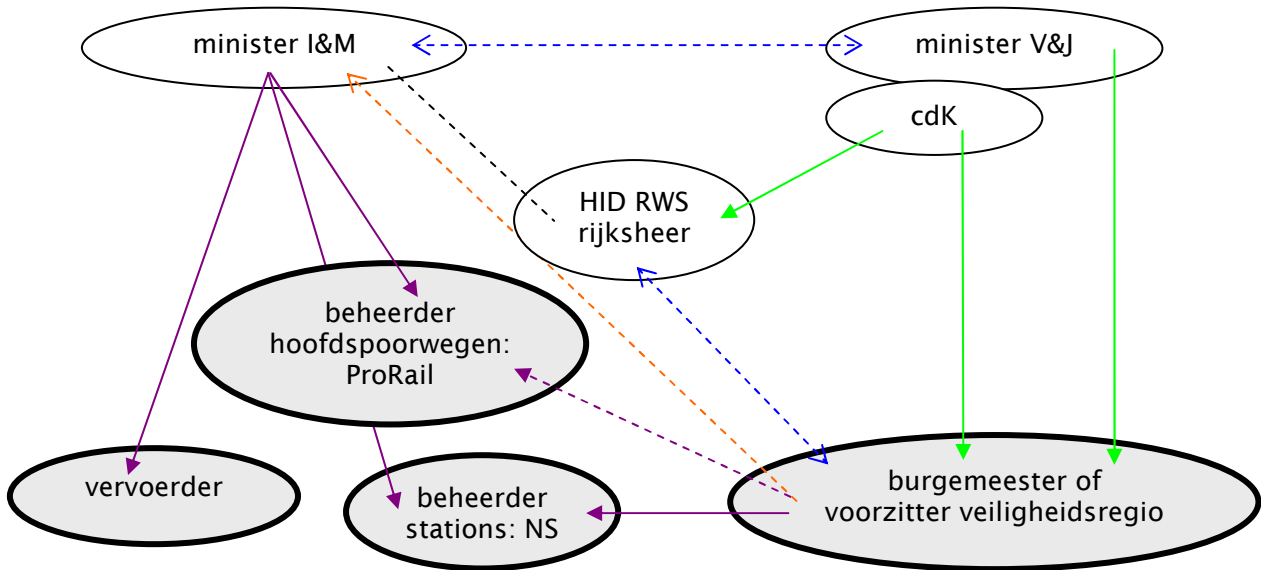 minister I&M
minister V&J
cdK
HID RWS
rijksheer
beheerder
hoofdspoorwegen:
ProRail
vervoerder
beheerder
stations: NS
burgemeester of
voorzitter veiligheidsregio